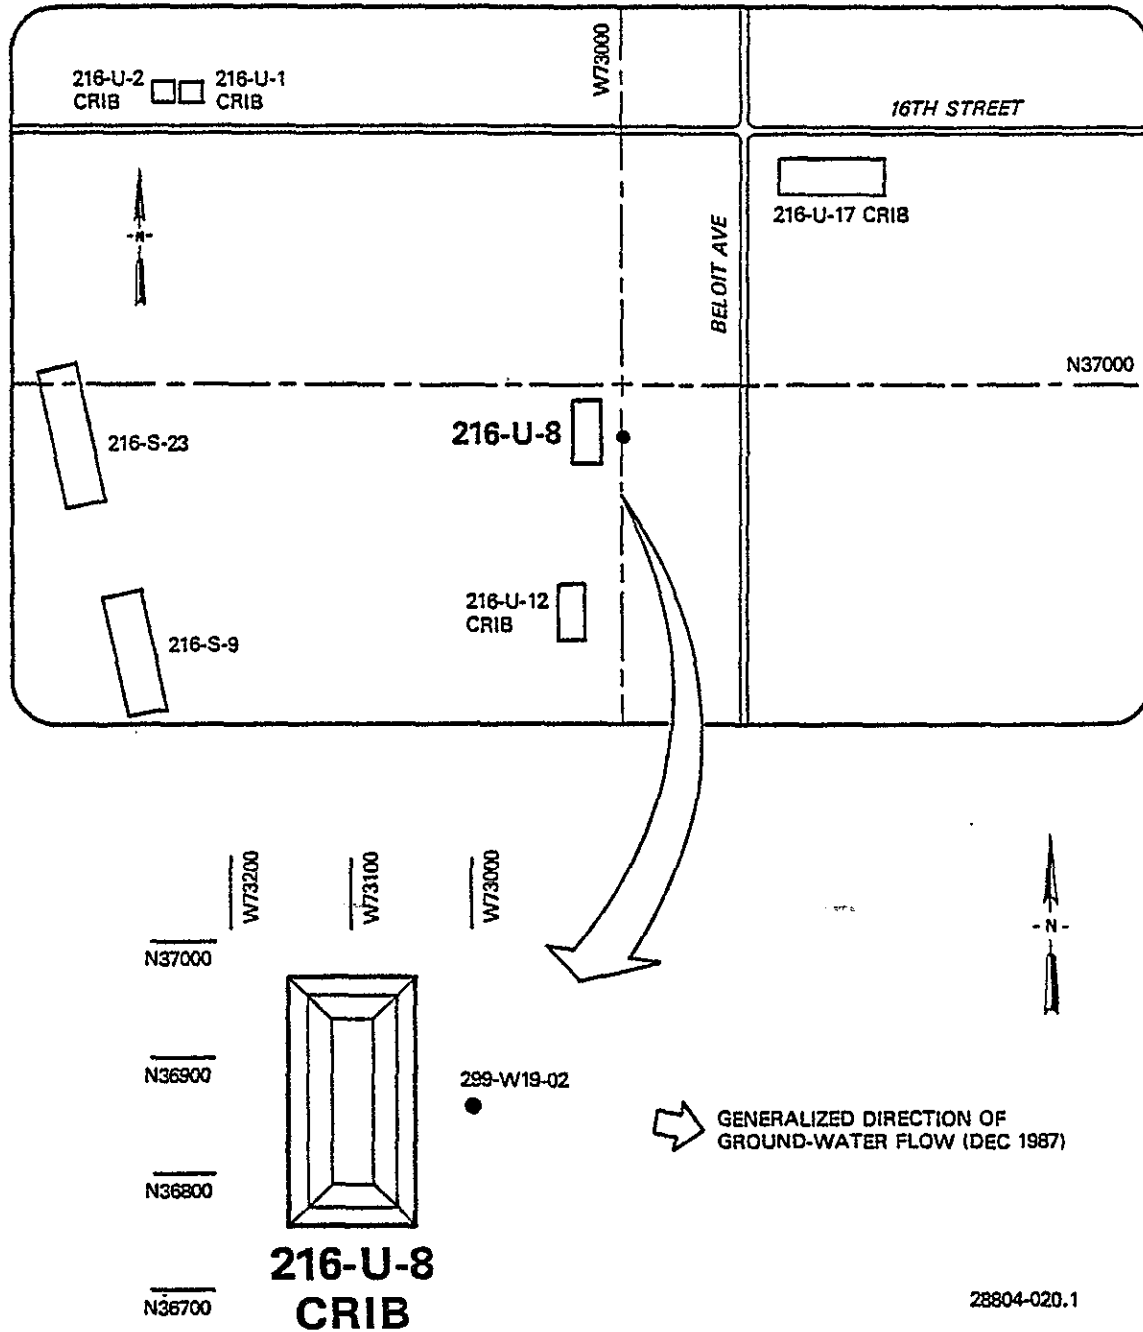 W73000
216-U-2
CRIB
216-U-1
CRIB
16TH STREET
216-U-17 CRIB
-N-
BELOIT AVE
N37000
216-S-23
216-U-8
216-U-12
CRIB
216-S-9
W73200
W73100
W73000
N37000
-N-
N36900
299-W19-02
GENERALIZED DIRECTION OF
GROUND-WATER FLOW (DEC 1987)
N36800
216-U-8
CRIB
N36700
28804-020.1